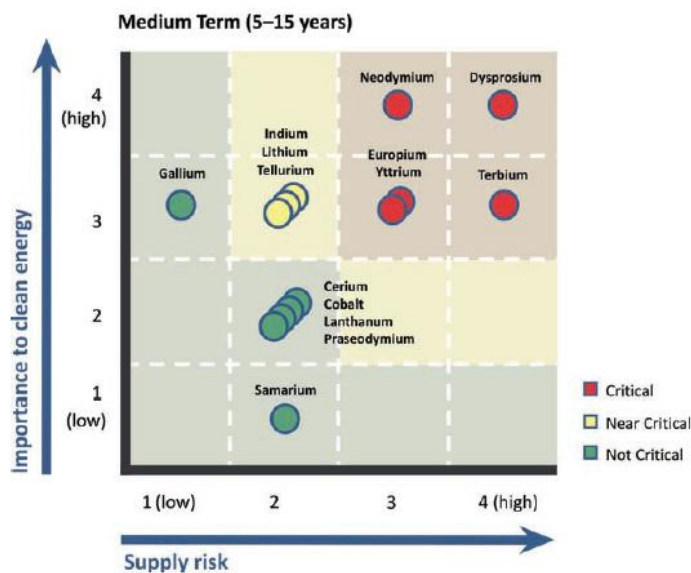 Medium Term (5–15 years)
Importance to clean energy
4
(high)
3
2
1
(low)
Neodymium
Dysprosium
Indium
Lithium
Tellurium
Gallium
Europium
Yttrium
Terbium
Cerium
Cobalt
Lanthanum
Praseodymium
Samarium
Critical
Near Critical
Not Critical
1 (low)
2
3
4 (high)
Supply risk